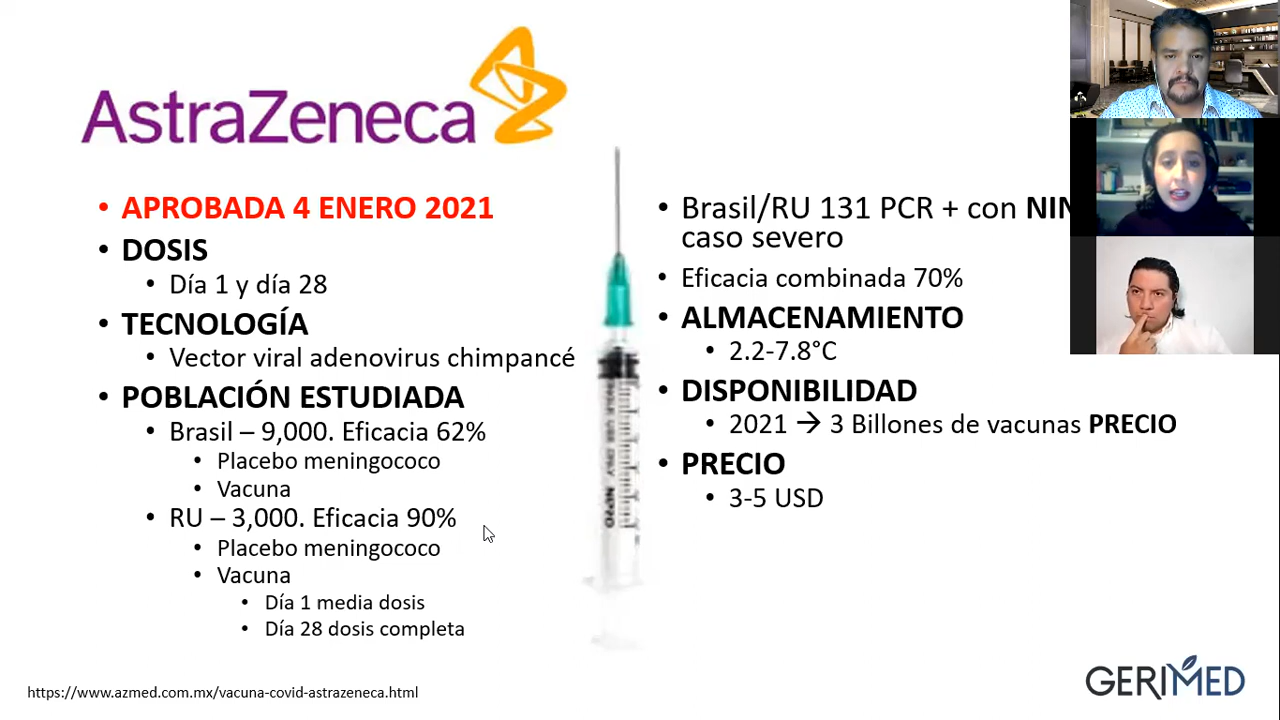 AstraZeneca
• APROBADA 4 ENERO 2021
• DOSIS
• Día 1 y día 28
• TECNOLOGÍA
• Vector viral adenovirus chimpancé
• POBLACIÓN ESTUDIADA
• Brasil – 9,000. Eficacia 62%
• Placebo meningococo
• Vacuna
• RU – 3,000. Eficacia 90%
• Placebo meningococo
• Vacuna
• Día 1 media dosis
• Día 28 dosis completa
• Brasil/RU 131 PCR + con
caso severo
• Eficacia combinada 70%
• ALMACENAMIENTO
• 2.2-7.8°C
• DISPONIBILIDAD
• 2021 → 3 Billones de vacunas PRECIO
• PRECIO
• 3-5 USD
https://www.azmed.com.mx/vacuna-covid-astrazeneca.html
GERIMED